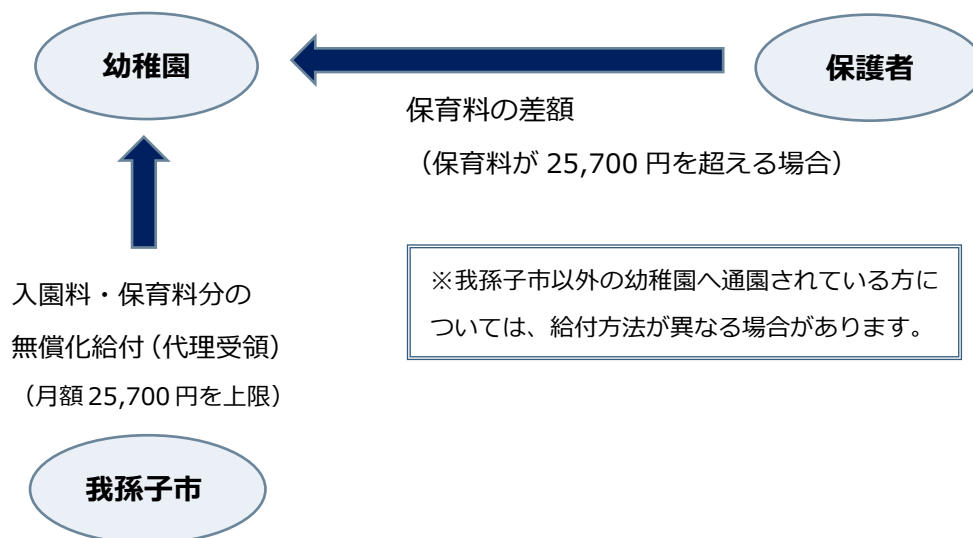 幼稚園
保護者
保育料の差額
（保育料が 25,700 円を超える場合）
入園料・保育料分の
無償化給付（代理受領）
（月額 25,700 円を上限）
※我孫子市以外の幼稚園へ通園されている方に
ついては、給付方法が異なる場合があります。
我孫子市